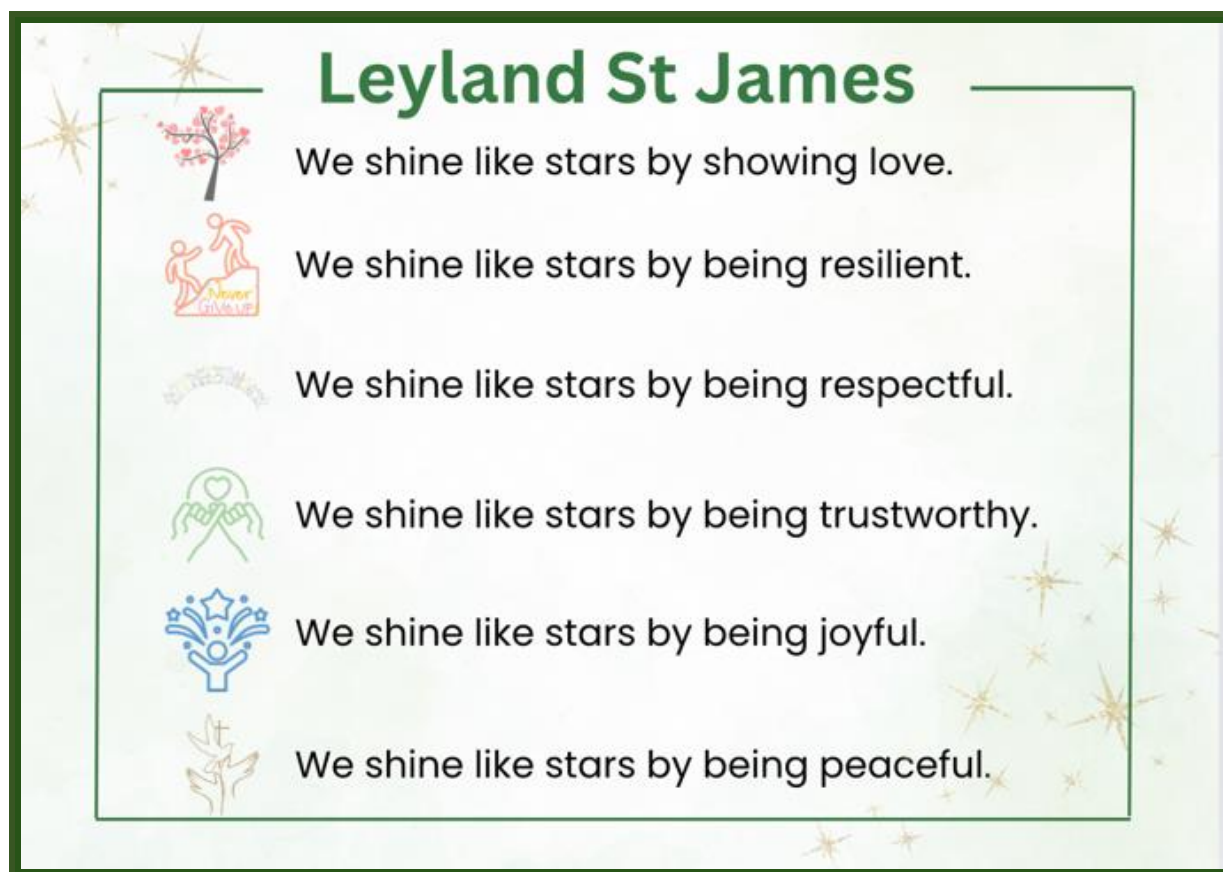 Leyland St James
We shine like stars by showing love.
We shine like stars by being resilient.
Never
GiVe UP
We shine like stars by being respectful.
We shine like stars by being trustworthy.
We shine like stars by being joyful.
We shine like stars by being peaceful.